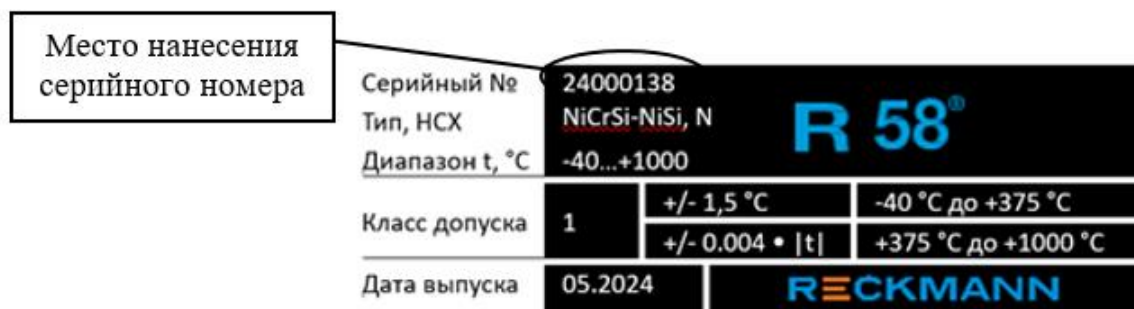 Место нанесения
серийного номера
Серийный № 24000138
Тип, НСХ NiCrSi-NiSi, N
R 58®
Диапазон t, °C -40...+1000
Класс допуска 1
+/- 1,5 °C -40 °C до +375 °C
+/- 0.004 • |t| +375 °C до +1000 °C
Дата выпуска 05.2024 RECKMANN